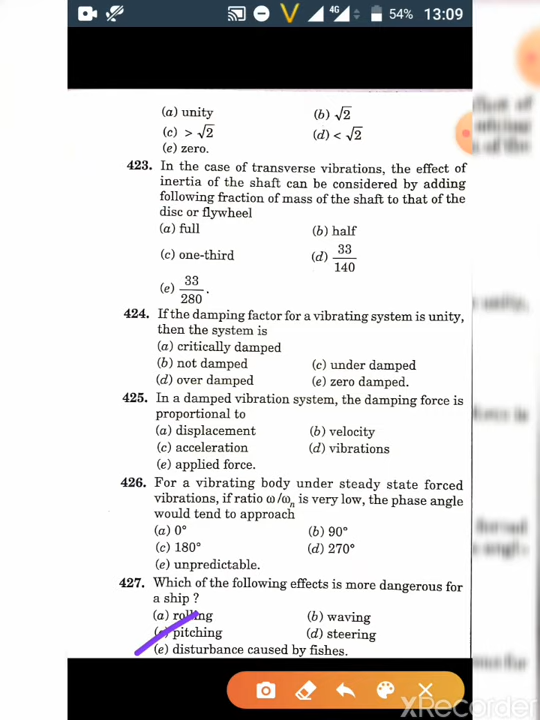 4G 54% 13:09
(a) unity (b) √2
(c) > √2 (d) < √2
(e) zero.
423. In the case of transverse vibrations, the effect of
inertia of the shaft can be considered by adding
following fraction of mass of the shaft to that of the
disc or flywheel
(a) full (b) half
(c) one-third (d) 33/140
(e) 33/280.
424. If the damping factor for a vibrating system is unity,
then the system is
(a) critically damped
(b) not damped (c) under damped
(d) over damped (e) zero damped.
425. In a damped vibration system, the damping force is
proportional to
(a) displacement (b) velocity
(c) acceleration (d) vibrations
(e) applied force.
426. For a vibrating body under steady state forced
vibrations, if ratio ω/ωn is very low, the phase angle
would tend to approach
(a) 0° (b) 90°
(c) 180° (d) 270°
(e) unpredictable.
427. Which of the following effects is more dangerous for
a ship ?
(a) rolling (b) waving
(c) pitching (d) steering
(e) disturbance caused by fishes.
XRecorder